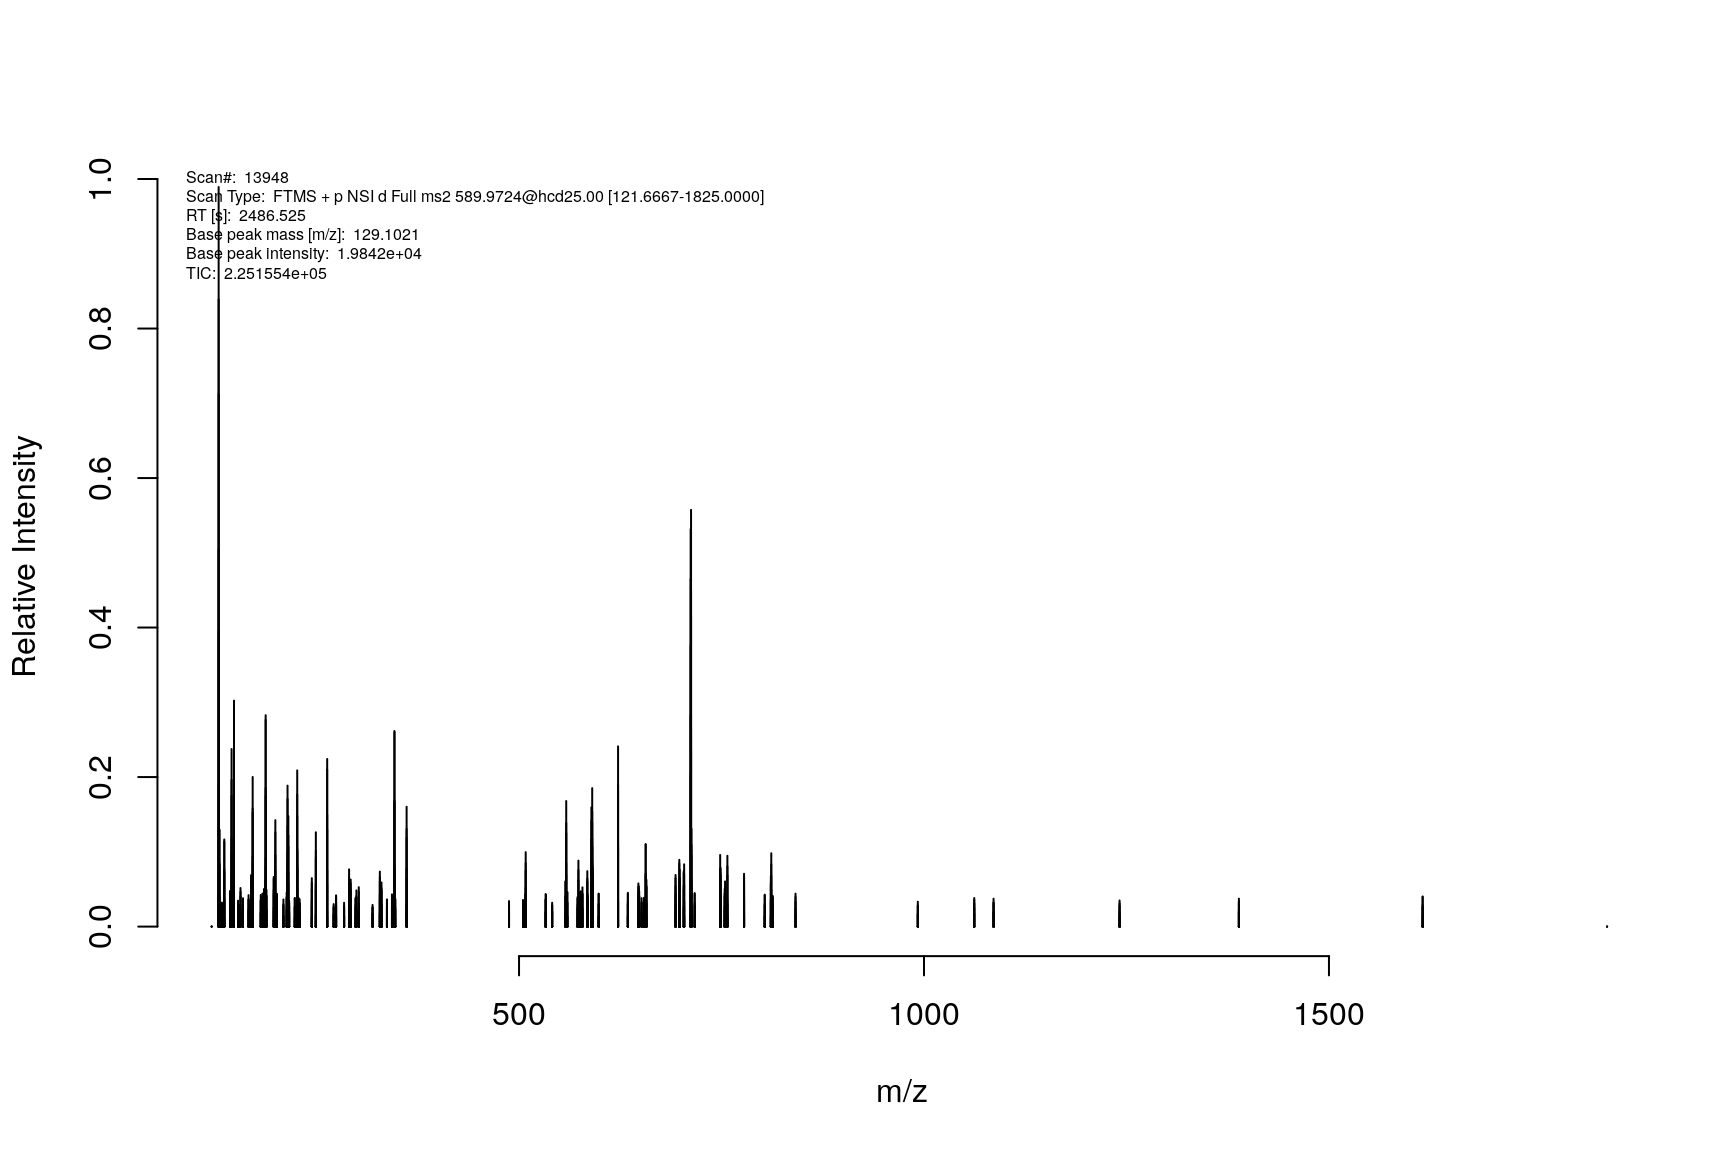 Scan#: 13948
Scan Type: FTMS + p NSI d Full ms2 589.9724@hcd25.00 [121.6667-1825.0000]
RT [s]: 2486.525
Base peak mass [m/z]: 129.1021
Base peak intensity: 1.9842e+04
TIC: 2.251554e+05
1.0
0.8
0.6
0.4
0.2
0.0
Relative Intensity
500 1000 1500
m/z